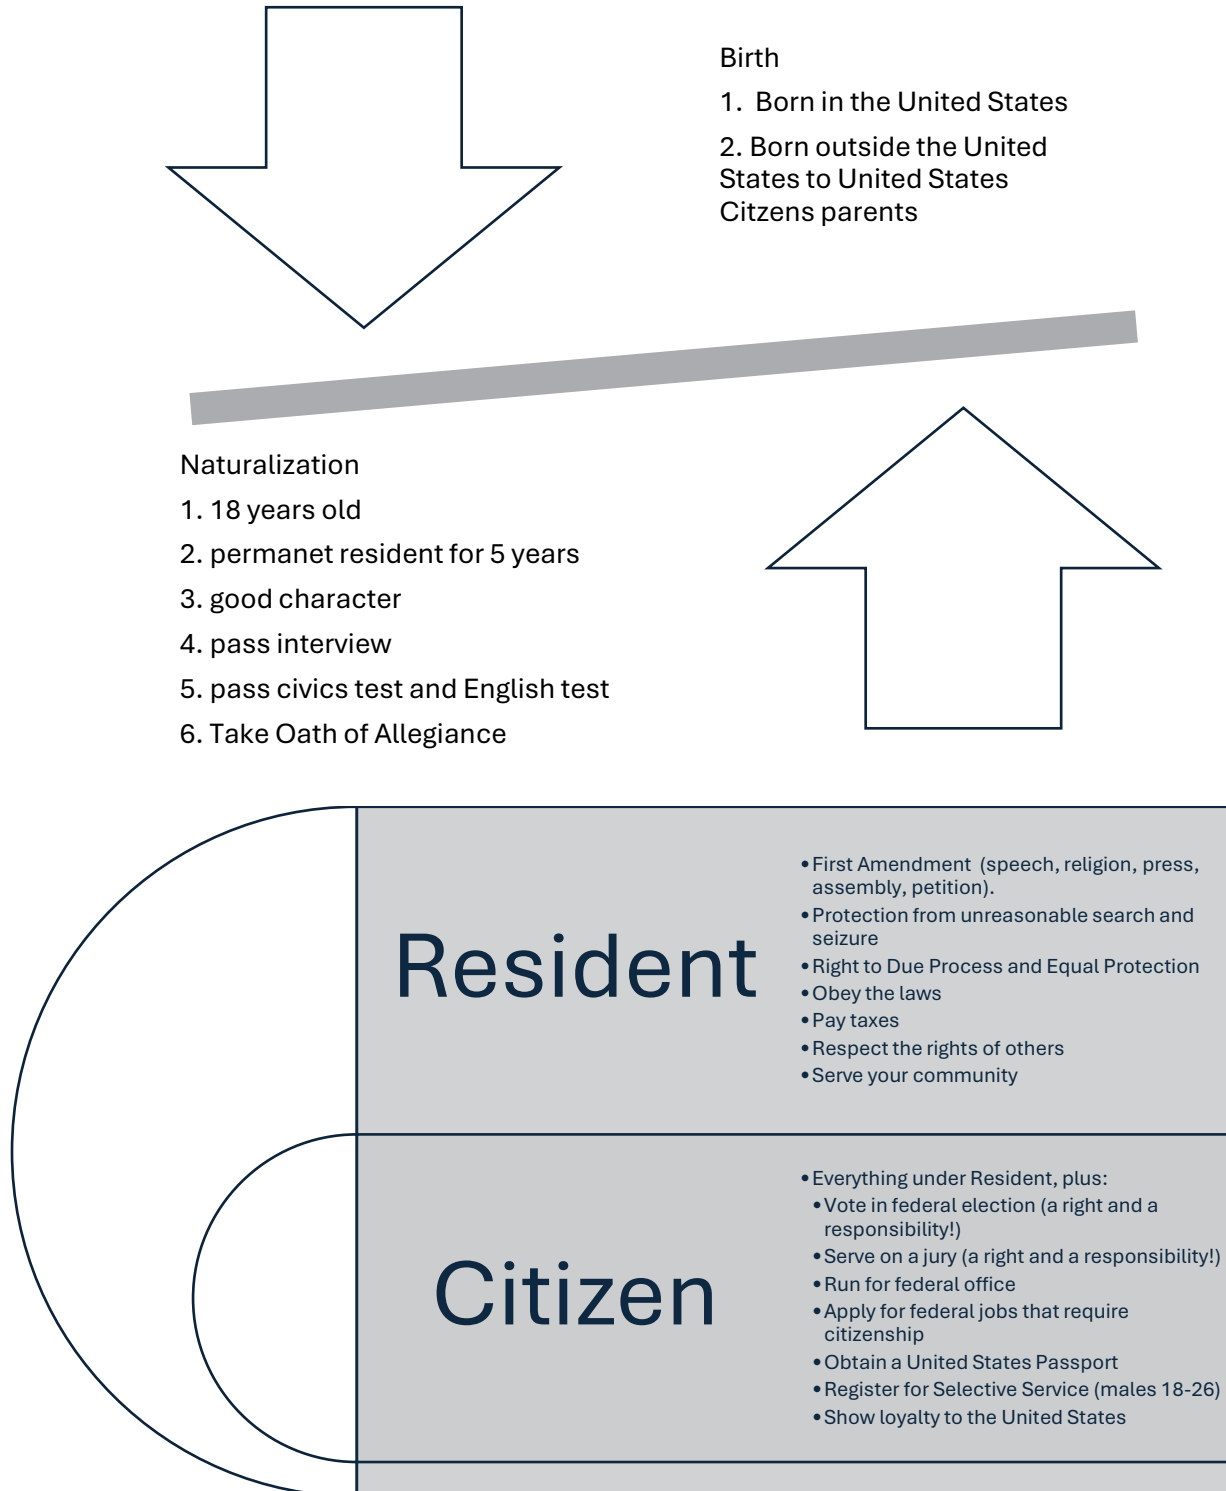 Birth
1.  Born in the United States
2. Born outside the United
States to United States
Citzens parents
Naturalization
1. 18 years old
2. permanet resident for 5 years
3. good character
4. pass interview
5. pass civics test and English test
6. Take Oath of Allegiance
Resident
•First Amendment  (speech, religion, press,
assembly, petition).
•Protection from unreasonable search and
seizure
•Right to Due Process and Equal Protection
•Obey the laws
•Pay taxes
•Respect the rights of others
•Serve your community
Citizen
•Everything under Resident, plus:
•Vote in federal election (a right and a
responsibility!)
•Serve on a jury (a right and a responsibility!)
•Run for federal office
•Apply for federal jobs that require
citizenship
•Obtain a United States Passport
•Register for Selective Service (males 18-26)
•Show loyalty to the United States